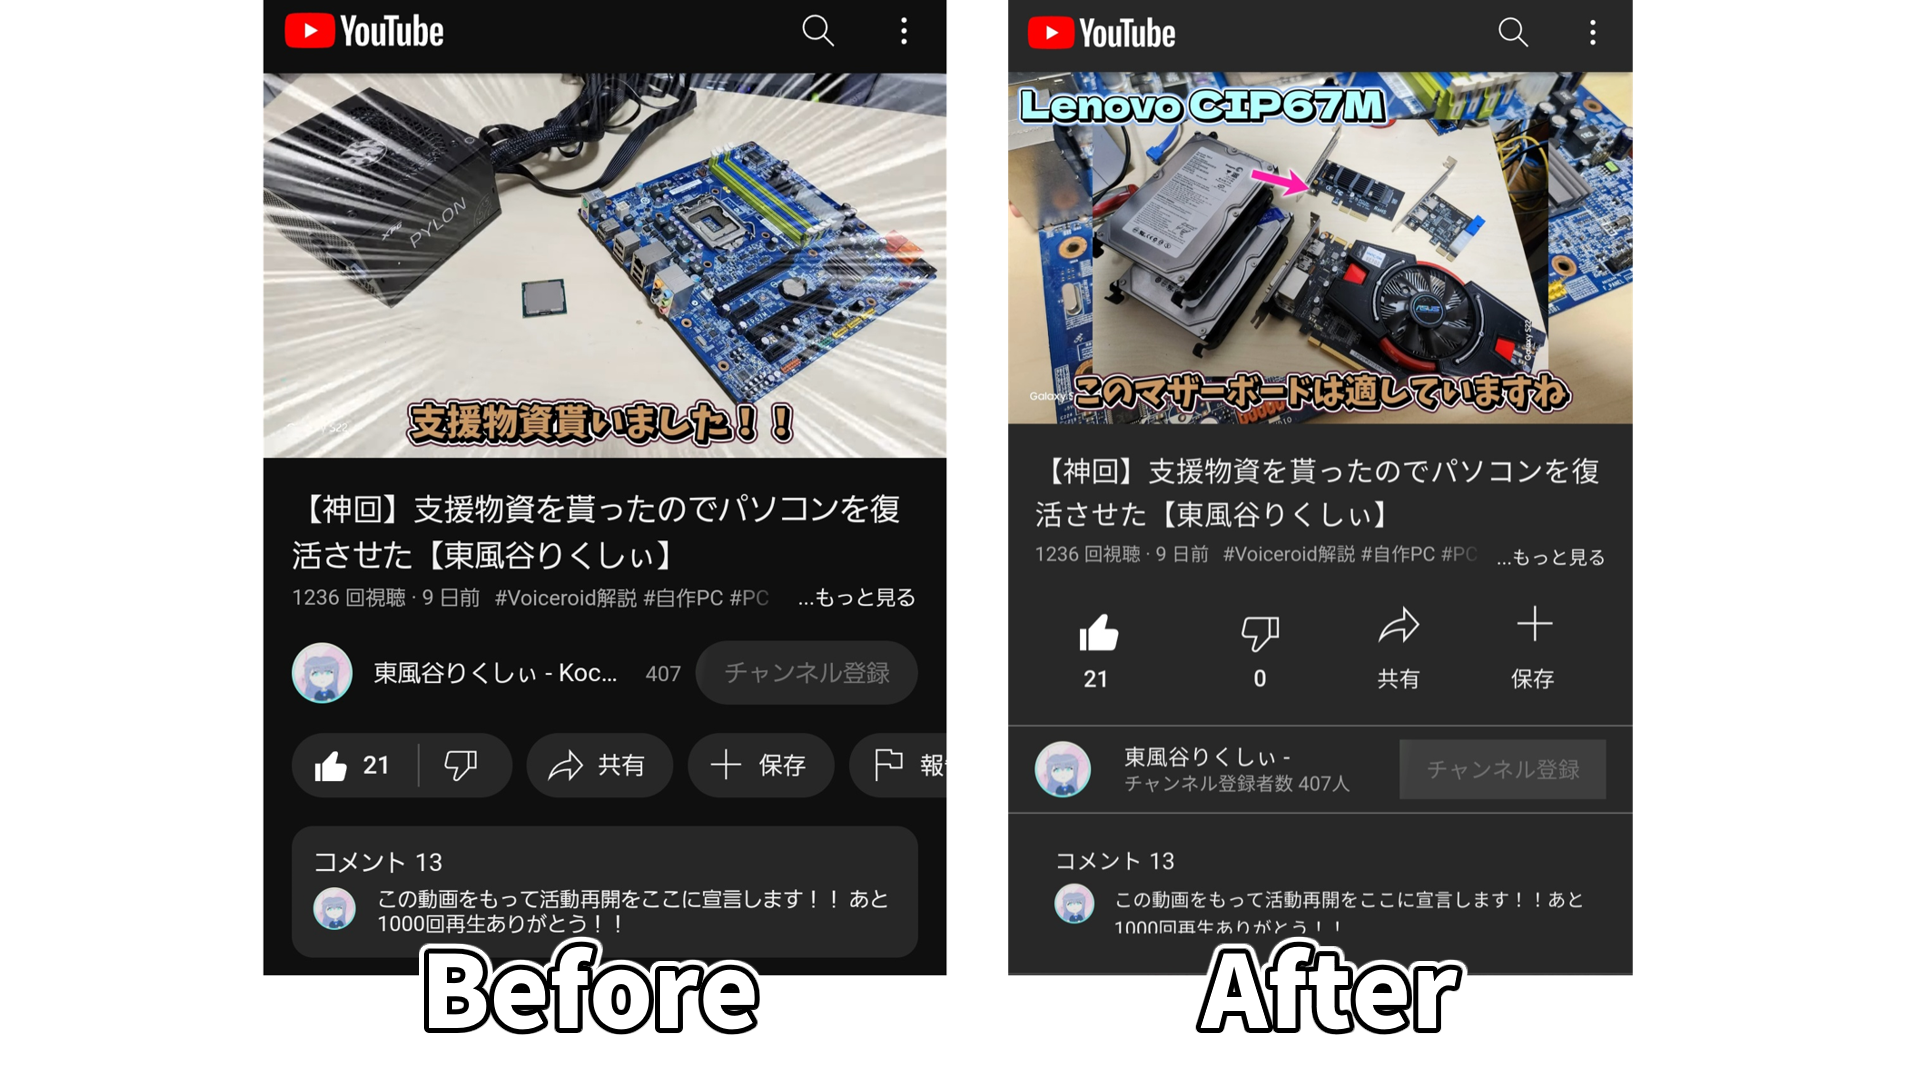 YouTube
XPG PYLON
支援物資貰いました！！
【神回】支援物資を貰ったのでパソコンを復
活させた【東風谷りくしぃ】
1236 回視聴 · 9 日前 #Voiceroid解説 #自作PC #PC
...もっと見る
東風谷りくしぃ - Koc...
407
チャンネル登録
21
共有
保存
報
コメント 13
この動画をもって活動再開をここに宣言します！！ あと
1000回再生ありがとう！！
Before
YouTube
Lenovo CIP67M
ASUS
Galaxy S22
Galaxy S
このマザーボードは適していますね
【神回】支援物資を貰ったのでパソコンを復
活させた【東風谷りくしぃ】
1236 回視聴 · 9 日前 #Voiceroid解説 #自作PC #PC
...もっと見る
21
0
共有
保存
東風谷りくしぃ -
チャンネル登録者数 407人
チャンネル登録
コメント 13
この動画をもって活動再開をここに宣言します！！あと
1000回再生ありがとう！！
After